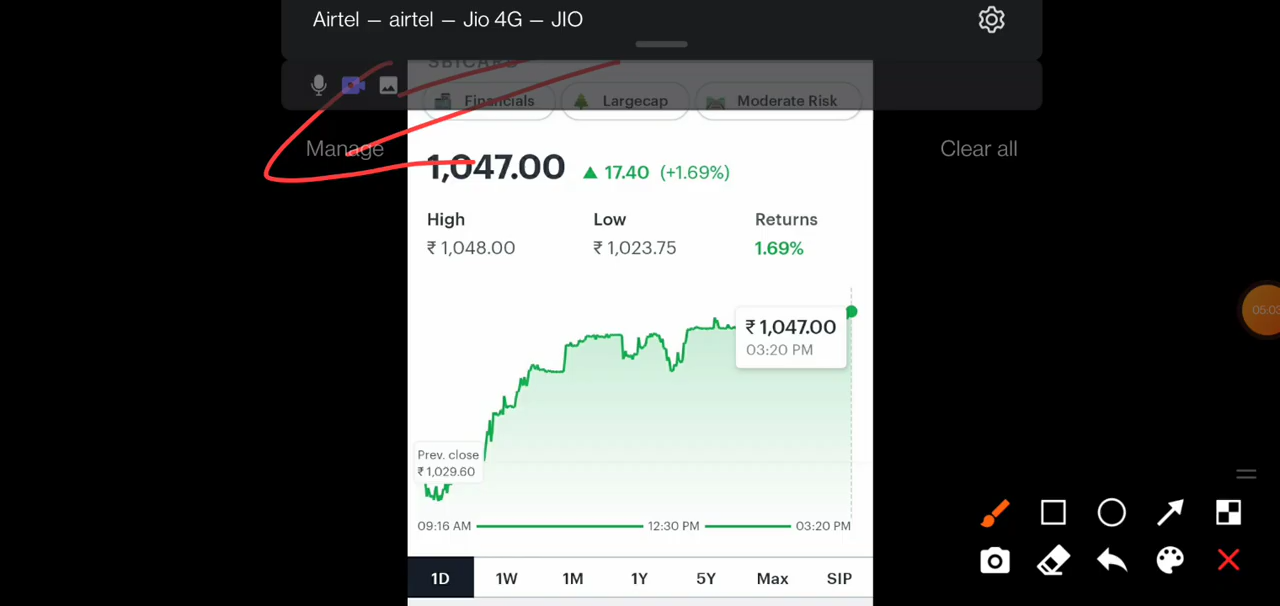 Airtel — airtel — Jio 4G — JIO
SBICARD
Financials Largecap Moderate Risk
Manage
Clear all
1,047.00 ▲ 17.40 (+1.69%)
High Low Returns
₹ 1,048.00 ₹ 1,023.75 1.69%
₹ 1,047.00
03:20 PM
Prev. close
₹ 1,029.60
09:16 AM 12:30 PM 03:20 PM
1D 1W 1M 1Y 5Y Max SIP